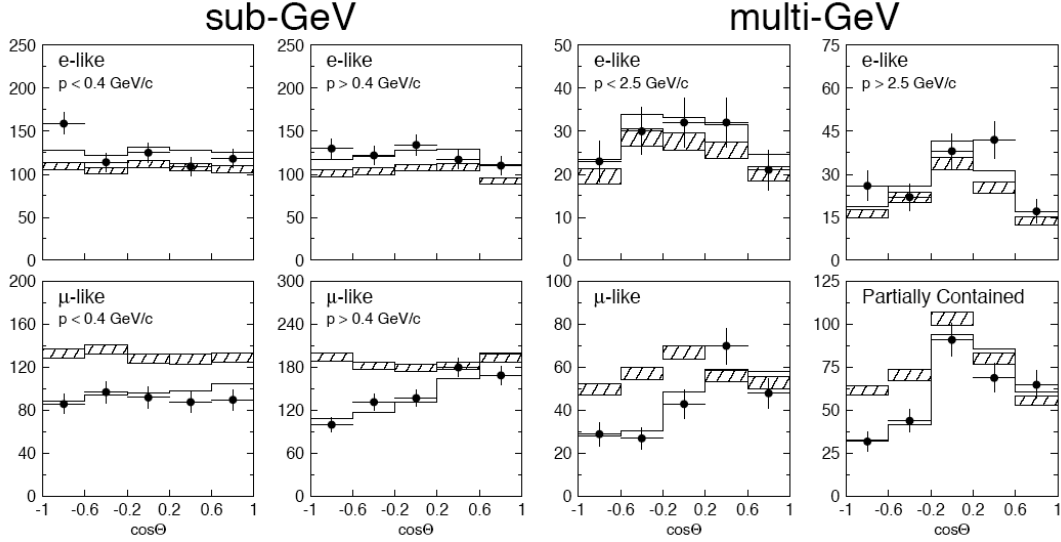 sub-GeV multi-GeV
250
200
150
100
50
0
e-like
p < 0.4 GeV/c
250
200
150
100
50
0
e-like
p > 0.4 GeV/c
50
40
30
20
10
0
e-like
p < 2.5 GeV/c
75
60
45
30
15
0
e-like
p > 2.5 GeV/c
200
160
120
80
40
0
μ-like
p < 0.4 GeV/c
-1 -0.6 -0.2 0.2 0.6 1
cosΘ
300
240
180
120
60
0
μ-like
p > 0.4 GeV/c
-1 -0.6 -0.2 0.2 0.6 1
cosΘ
100
80
60
40
20
0
μ-like
-1 -0.6 -0.2 0.2 0.6 1
cosΘ
125
100
75
50
25
0
Partially Contained
-1 -0.6 -0.2 0.2 0.6 1
cosΘ